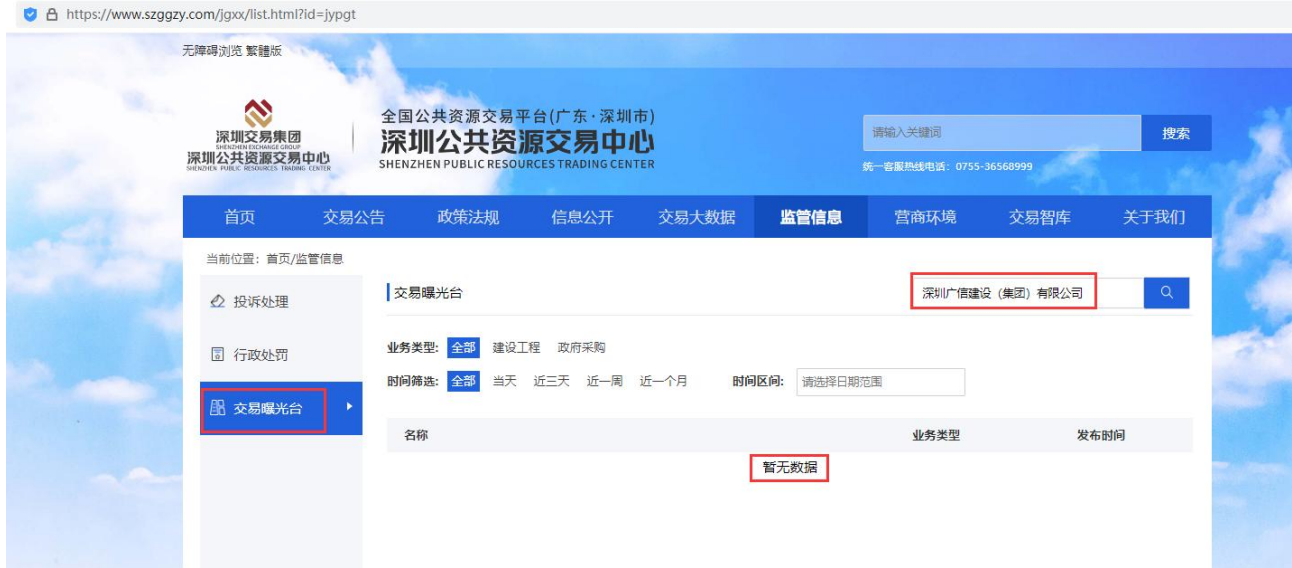 https://www.szggzy.com/jgxx/list.html?id=jypgt
无障碍浏览 繁體版
深圳交易集团
SHENZHEN EXCHANGE GROUP
深圳公共资源交易中心
SHENZHEN PUBLIC RESOURCES TRADING CENTER
全国公共资源交易平台(广东·深圳市)
深圳公共资源交易中心
SHENZHEN PUBLIC RESOURCES TRADING CENTER
请输入关键词 搜索
统一客服热线电话：0755-36568999
首页 交易公告 政策法规 信息公开 交易大数据 监管信息 营商环境 交易智库 关于我们
当前位置：首页/监管信息
投诉处理
行政处罚
交易曝光台
交易曝光台 深圳广信建设（集团）有限公司
业务类型: 全部 建设工程 政府采购
时间筛选: 全部 当天 近三天 近一周 近一个月 时间区间: 请选择日期范围
名称 业务类型 发布时间
暂无数据